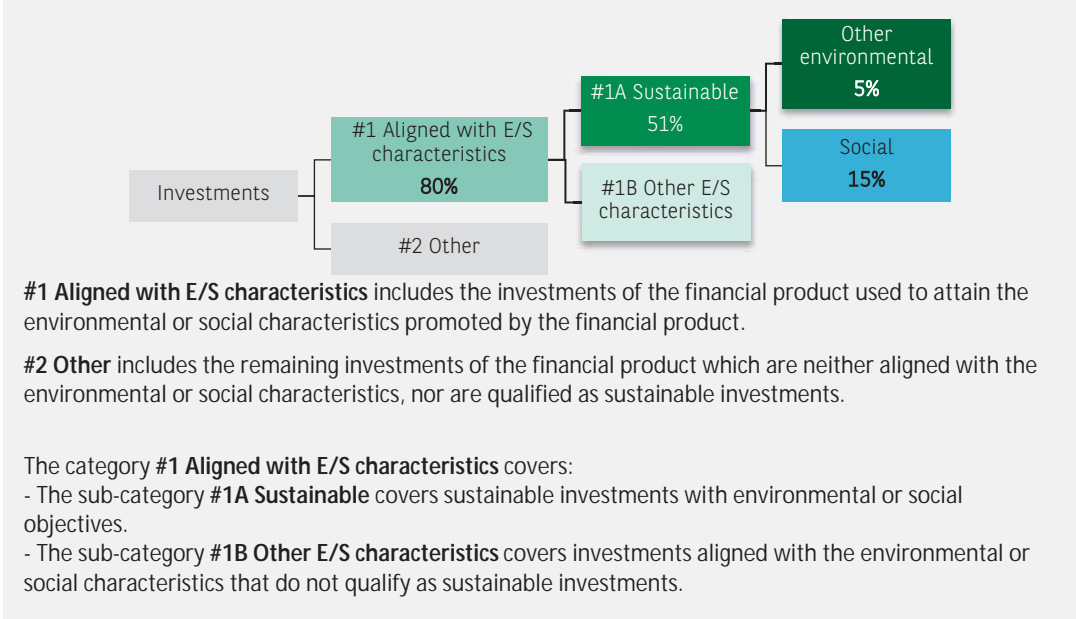 Other
environmental
5%
#1A Sustainable
51%
#1 Aligned with E/S
characteristics
80%
Social
15%
Investments
#1B Other E/S
characteristics
#2 Other
#1 Aligned with E/S characteristics includes the investments of the financial product used to attain the
environmental or social characteristics promoted by the financial product.
#2 Other includes the remaining investments of the financial product which are neither aligned with the
environmental or social characteristics, nor are qualified as sustainable investments.
The category #1 Aligned with E/S characteristics covers:
- The sub-category #1A Sustainable covers sustainable investments with environmental or social
objectives.
- The sub-category #1B Other E/S characteristics covers investments aligned with the environmental or
social characteristics that do not qualify as sustainable investments.